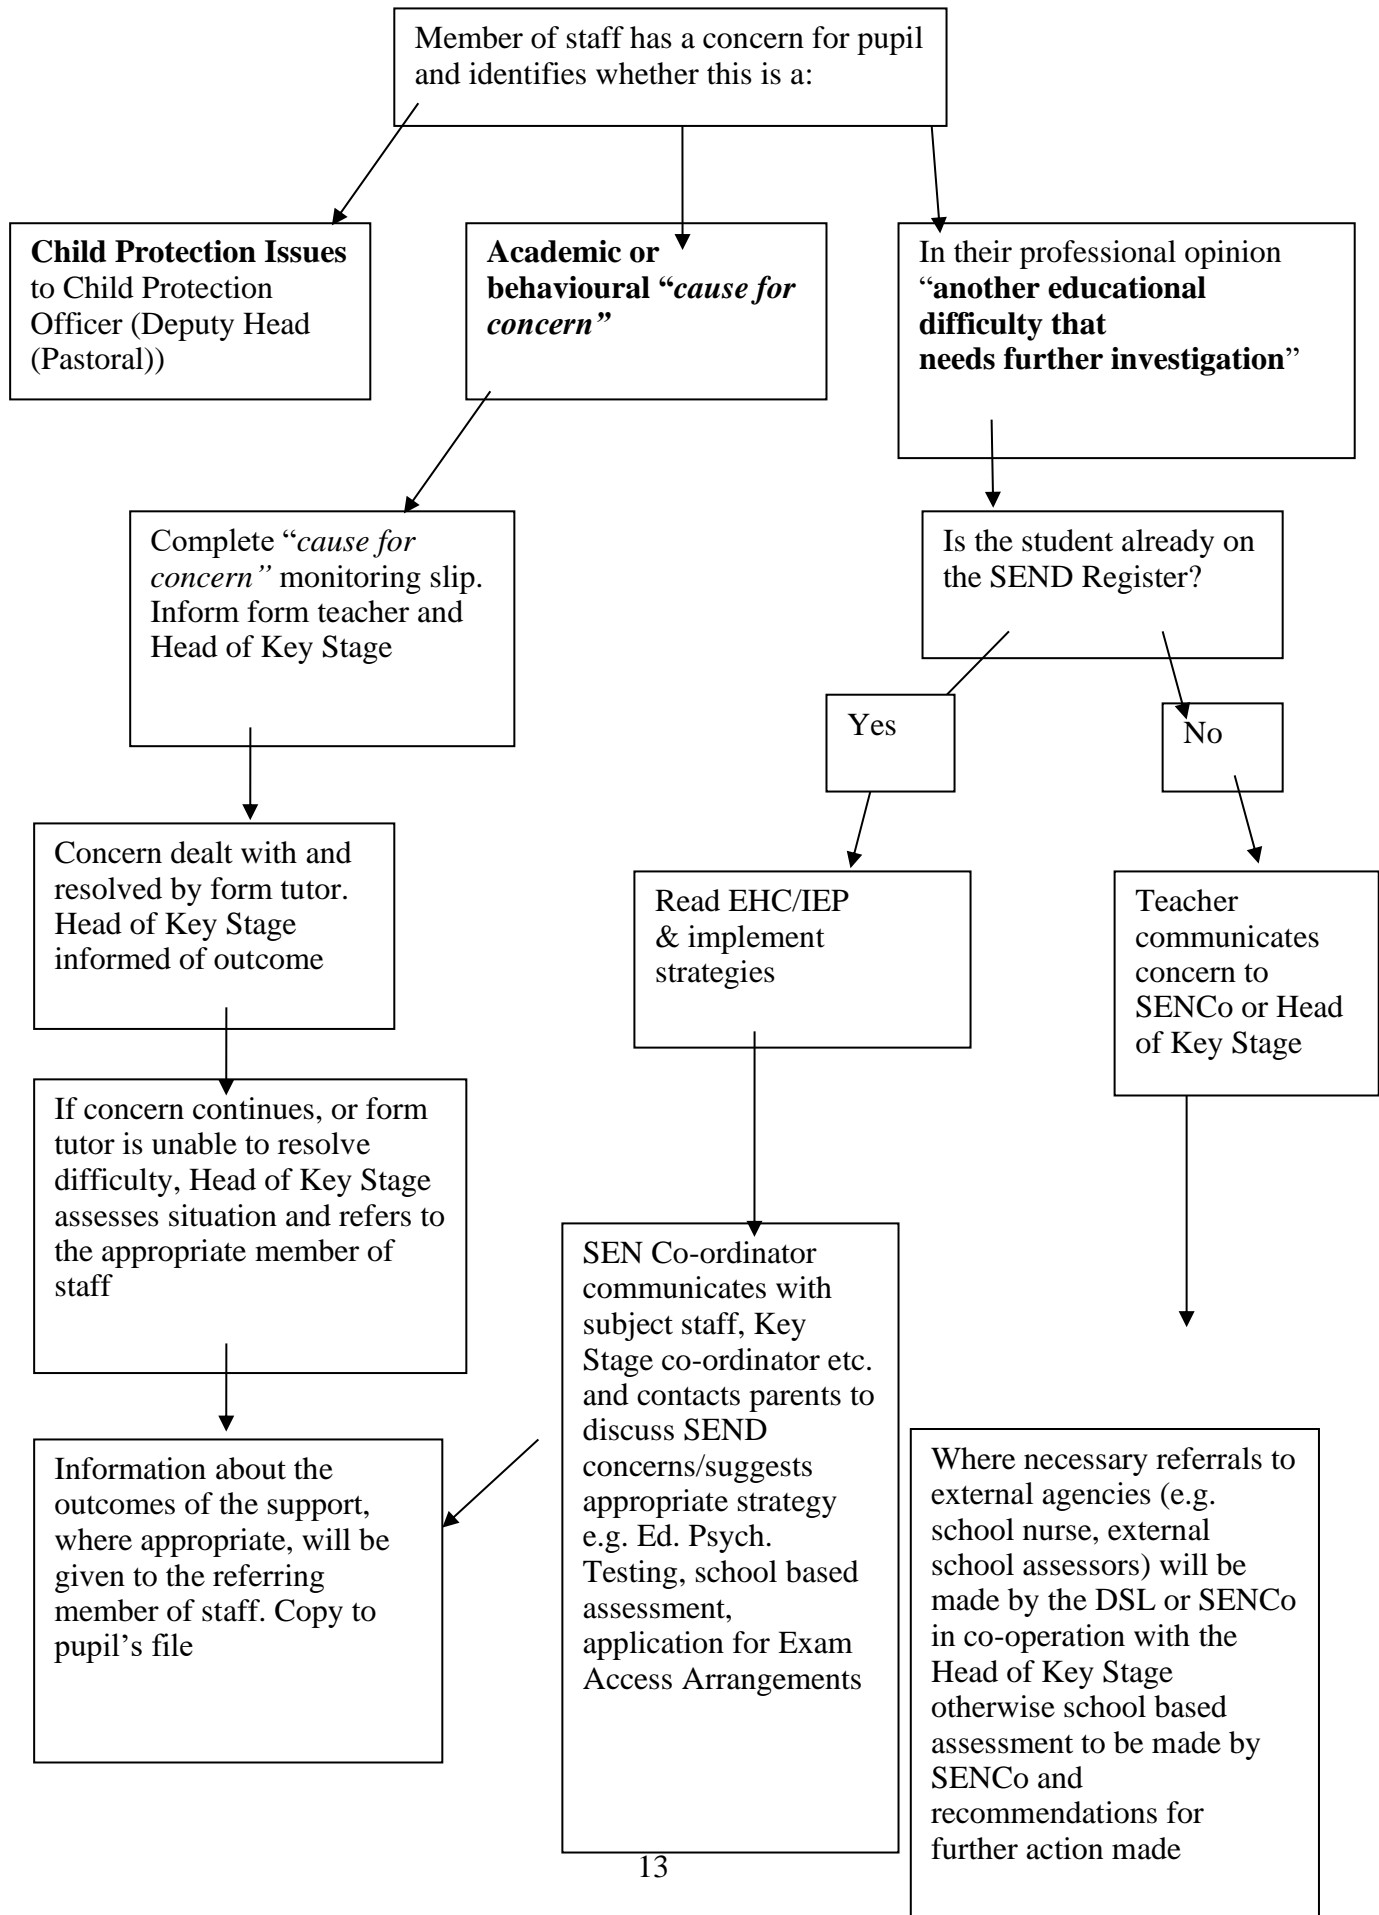 Member of staff has a concern for pupil
and identifies whether this is a:
Child Protection Issues
to Child Protection
Officer (Deputy Head
(Pastoral))
Academic or
behavioural “cause for
concern”
In their professional opinion
“another educational
difficulty that
needs further investigation”
Complete “cause for
concern” monitoring slip.
Inform form teacher and
Head of Key Stage
Is the student already on
the SEND Register?
Yes
No
Concern dealt with and
resolved by form tutor.
Head of Key Stage
informed of outcome
Read EHC/IEP
& implement
strategies
Teacher
communicates
concern to
SENCo or Head
of Key Stage
If concern continues, or form
tutor is unable to resolve
difficulty, Head of Key Stage
assesses situation and refers to
the appropriate member of
staff
SEN Co-ordinator
communicates with
subject staff, Key
Stage co-ordinator etc.
and contacts parents to
discuss SEND
concerns/suggests
appropriate strategy
e.g. Ed. Psych.
Testing, school based
assessment,
application for Exam
Access Arrangements
Information about the
outcomes of the support,
where appropriate, will be
given to the referring
member of staff. Copy to
pupil’s file
Where necessary referrals to
external agencies (e.g.
school nurse, external
school assessors) will be
made by the DSL or SENCo
in co-operation with the
Head of Key Stage
otherwise school based
assessment to be made by
SENCo and
recommendations for
further action made
13